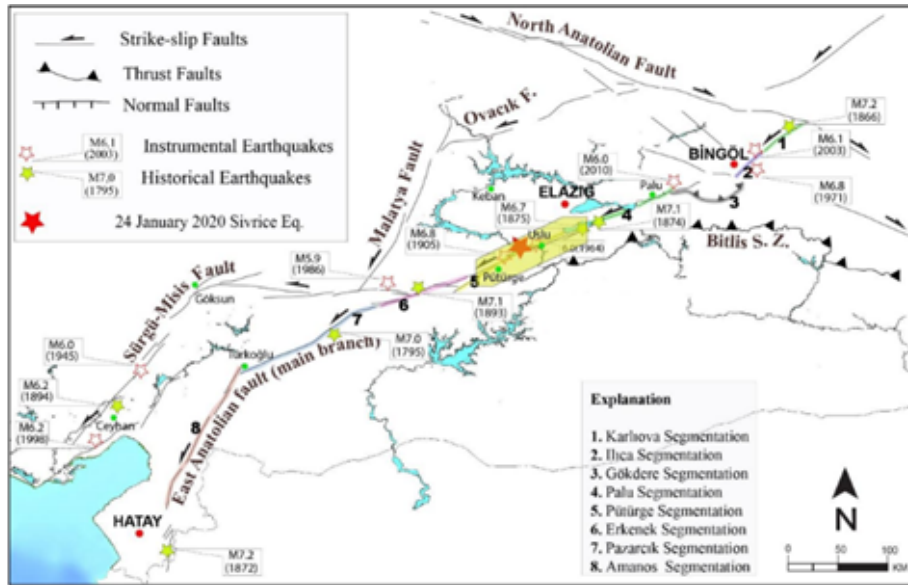 Strike-slip Faults
Thrust Faults
Normal Faults
M6.1
(2003)
Instrumental Earthquakes
M7.0
(1795)
Historical Earthquakes
24 January 2020 Sivrice Eq.
North Anatolian Fault
Ovacık F.
Malatya Fault
Sürgü-Misis Fault
East Anatolian fault (main branch)
Bitlis S. Z.
M7.2
(1866)
M6.1
(2003)
M6.8
(1971)
BİNGÖL
M6.0
(2010)
Palu
Keban
ELAZIĞ
M6.7
(1875)
M7.1
(1874)
M6.8
(1905)
Uslu
(1964)
Pütürge
M5.9
(1986)
M7.1
(1893)
Göksun
M7.0
(1795)
M6.0
(1945)
Türkoğlu
M6.2
(1894)
Ceyhan
M6.2
(1998)
HATAY
M7.2
(1872)
1
2
3
4
5
6
7
8
Explanation
1. Karlıova Segmentation
2. Ilıca Segmentation
3. Gökdere Segmentation
4. Palu Segmentation
5. Pütürge Segmentation
6. Erkenek Segmentation
7. Pazarcık Segmentation
8. Amanos Segmentation
N
0 50 100
KM